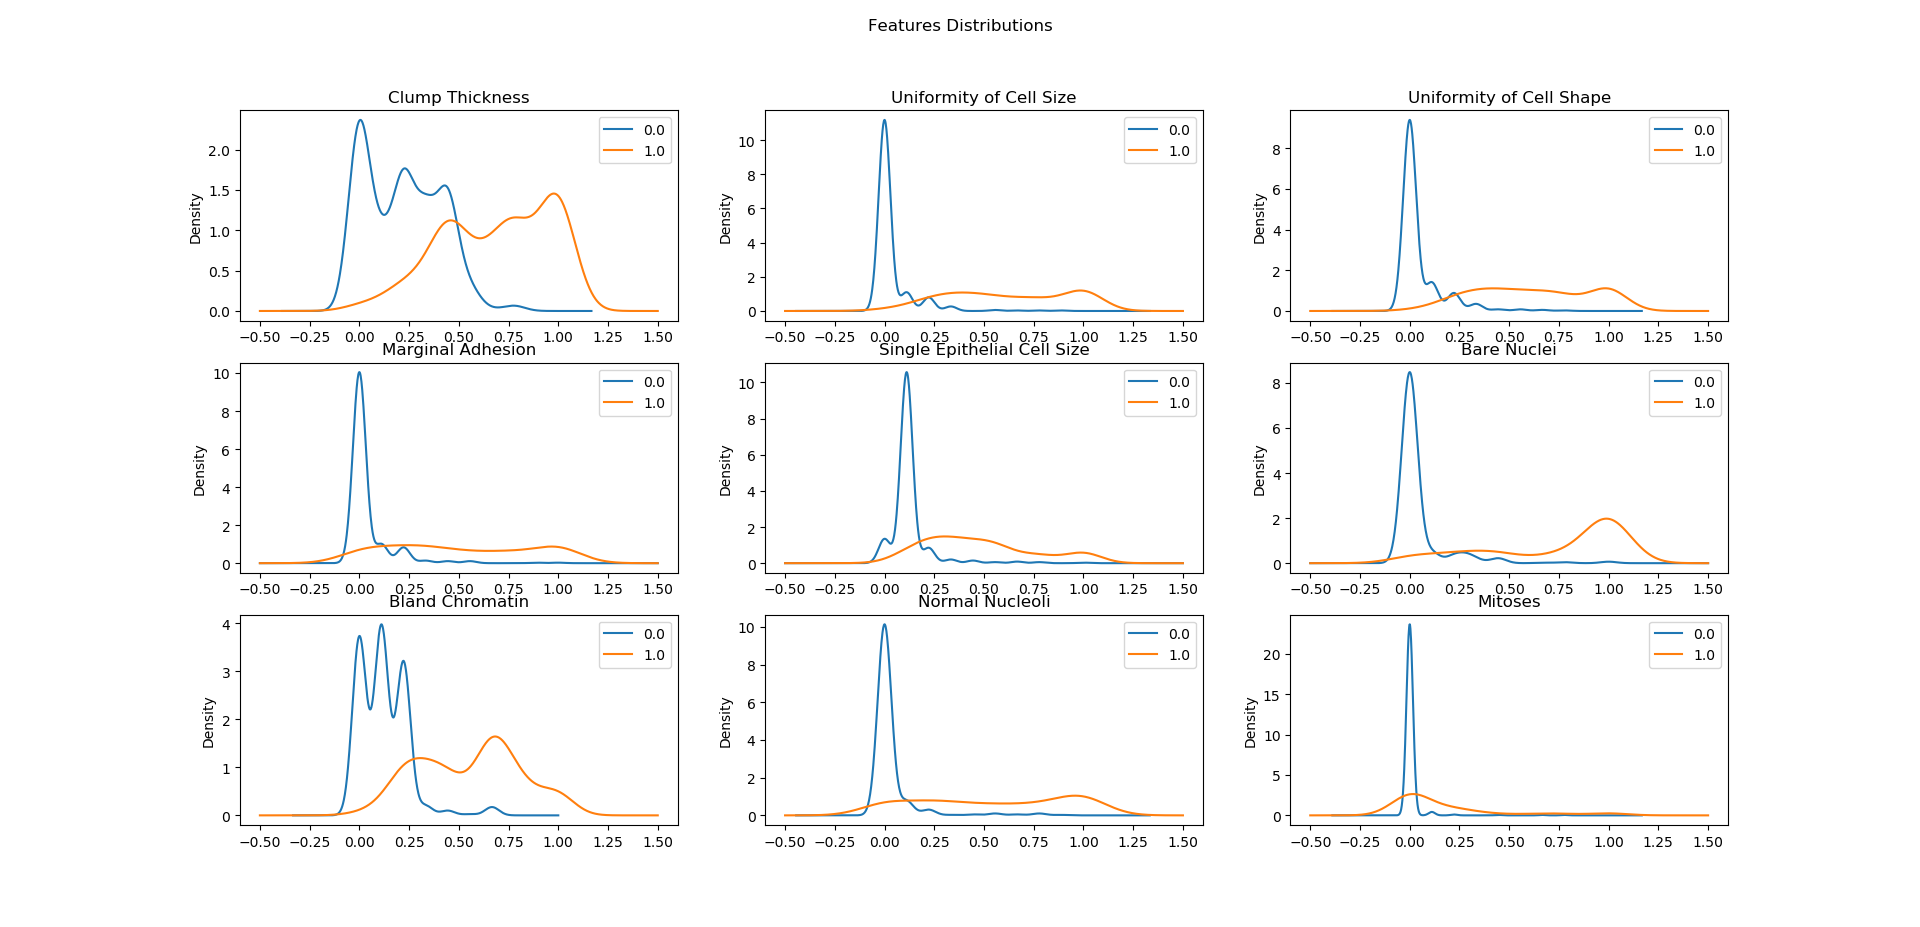 Features Distributions
Clump Thickness
Uniformity of Cell Size
Uniformity of Cell Shape
0.0
1.0
2.0
1.5
1.0
0.5
0.0
Density
−0.50 −0.25 0.00 0.25 0.50 0.75 1.00 1.25 1.50
0.0
1.0
10
8
6
4
2
0
Density
−0.50 −0.25 0.00 0.25 0.50 0.75 1.00 1.25 1.50
0.0
1.0
8
6
4
2
0
Density
−0.50 −0.25 0.00 0.25 0.50 0.75 1.00 1.25 1.50
Marginal Adhesion
Single Epithelial Cell Size
Bare Nuclei
0.0
1.0
10
8
6
4
2
0
Density
−0.50 −0.25 0.00 0.25 0.50 0.75 1.00 1.25 1.50
0.0
1.0
10
8
6
4
2
0
Density
−0.50 −0.25 0.00 0.25 0.50 0.75 1.00 1.25 1.50
0.0
1.0
8
6
4
2
0
Density
−0.50 −0.25 0.00 0.25 0.50 0.75 1.00 1.25 1.50
Bland Chromatin
Normal Nucleoli
Mitoses
0.0
1.0
4
3
2
1
0
Density
−0.50 −0.25 0.00 0.25 0.50 0.75 1.00 1.25 1.50
0.0
1.0
10
8
6
4
2
0
Density
−0.50 −0.25 0.00 0.25 0.50 0.75 1.00 1.25 1.50
0.0
1.0
20
15
10
5
0
Density
−0.50 −0.25 0.00 0.25 0.50 0.75 1.00 1.25 1.50